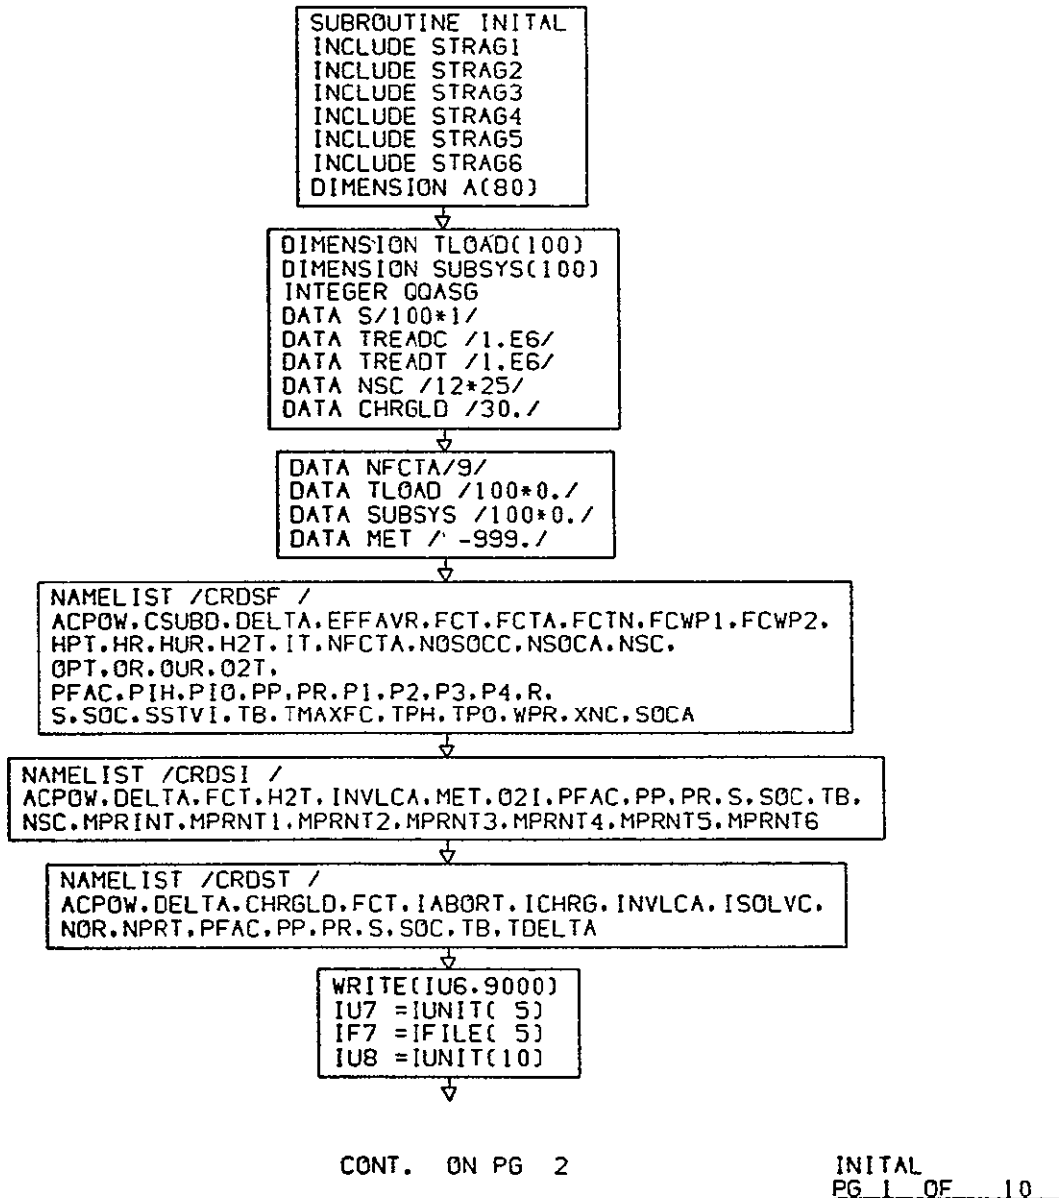 SUBROUTINE INITAL
INCLUDE STRAG1
INCLUDE STRAG2
INCLUDE STRAG3
INCLUDE STRAG4
INCLUDE STRAG5
INCLUDE STRAG6
DIMENSION A(80)
DIMENSION TLOAD(100)
DIMENSION SUBSYS(100)
INTEGER QQASG
DATA S/100*1/
DATA TREADC /1.E6/
DATA TREADT /1.E6/
DATA NSC /12*25/
DATA CHRGLD /30./
DATA NFCTA/9/
DATA TLOAD /100*0./
DATA SUBSYS /100*0./
DATA MET / -999./
NAMELIST /CRDSF /
ACPOW.CSUBD.DELTA.EFFAVR.FCT.FCTA.FCTN.FCWP1.FCWP2.
HPT.HR.HUR.H2T.IT.NFCTA.NOSOCC.NSOCA.NSC.
OPT.OR.OUR.O2T.
PFAC.PIH.PIO.PP.PR.P1.P2.P3.P4.R.
S.SOC.SSTVI.TB.TMAXFC.TPH.TPO.WPR.XNC.SOCA
NAMELIST /CRDSI /
ACPOW.DELTA.FCT.H2T.INVLCA.MET.O2I.PFAC.PP.PR.S.SOC.TB.
NSC.MPRINT.MPRNT1.MPRNT2.MPRNT3.MPRNT4.MPRNT5.MPRNT6
NAMELIST /CRDST /
ACPOW.DELTA.CHRGLD.FCT.IABORT.ICHRG.INVLCA.ISOLVC.
NOR.NPRT.PFAC.PP.PR.S.SOC.TB.TDELTA
WRITE(IU6.9000)
IU7 =IUNIT( 5)
IF7 =IFILE( 5)
IU8 =IUNIT(10)
CONT. ON PG 2
INITAL
PG 1 OF 10